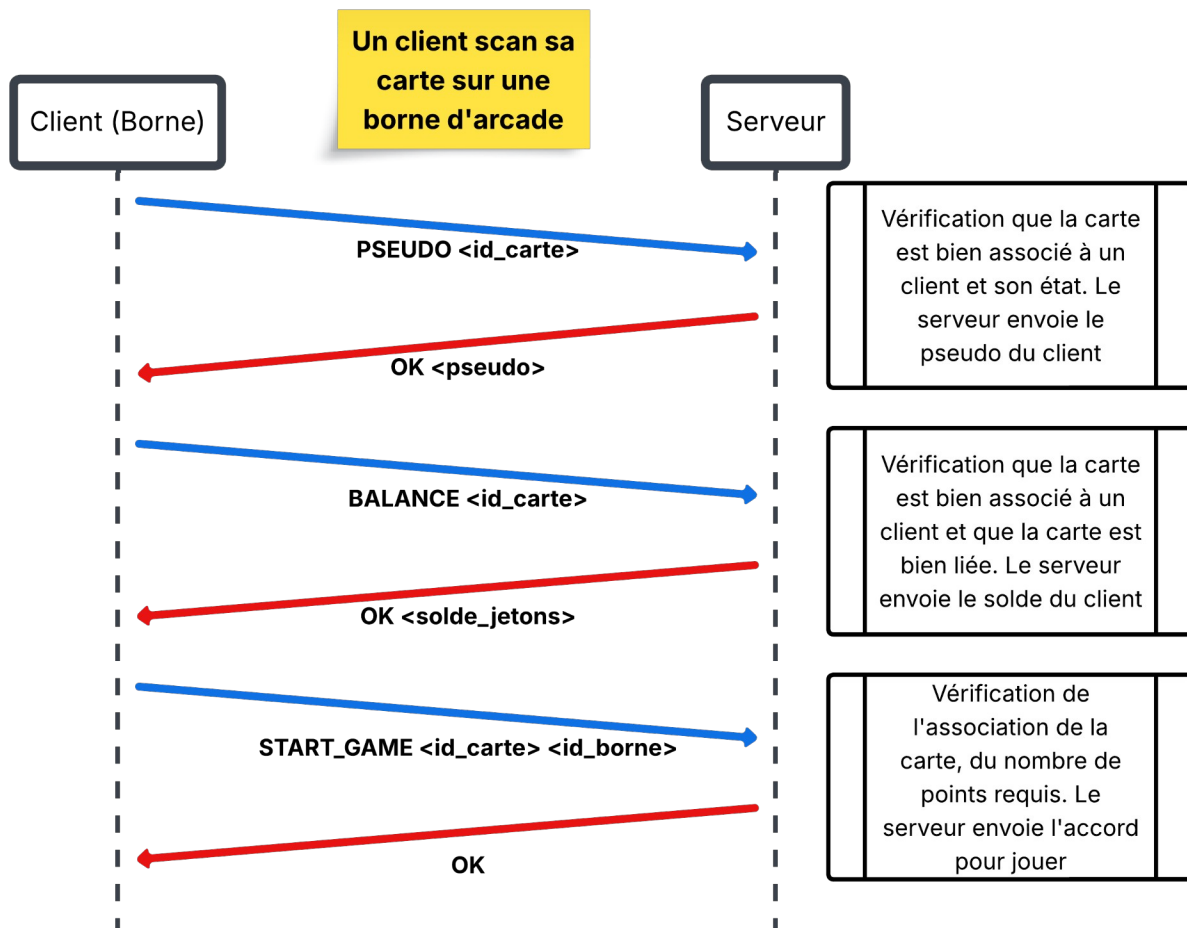 Un client scan sa
carte sur une
borne d'arcade
Client (Borne)
Serveur
PSEUDO <id_carte>
Vérification que la carte
est bien associé à un
client et son état. Le
serveur envoie le
pseudo du client
OK <pseudo>
BALANCE <id_carte>
Vérification que la carte
est bien associé à un
client et que la carte est
bien liée. Le serveur
envoie le solde du client
OK <solde_jetons>
START_GAME <id_carte> <id_borne>
Vérification de
l'association de la
carte, du nombre de
points requis. Le
serveur envoie l'accord
pour jouer
OK